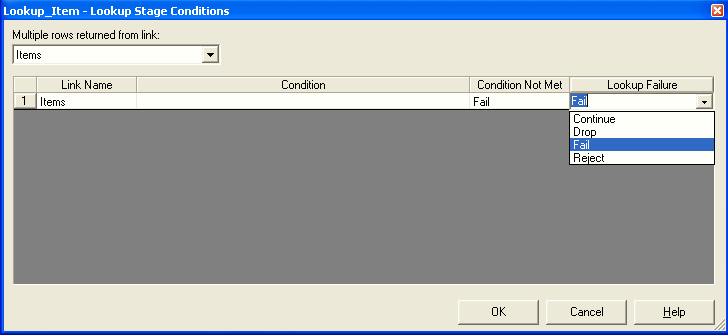 Lookup_Item - Lookup Stage Conditions
Multiple rows returned from link:
Items
Link Name Condition Condition Not Met Lookup Failure
1 Items Fail Fail
Continue
Drop
Fail
Reject
OK Cancel Help